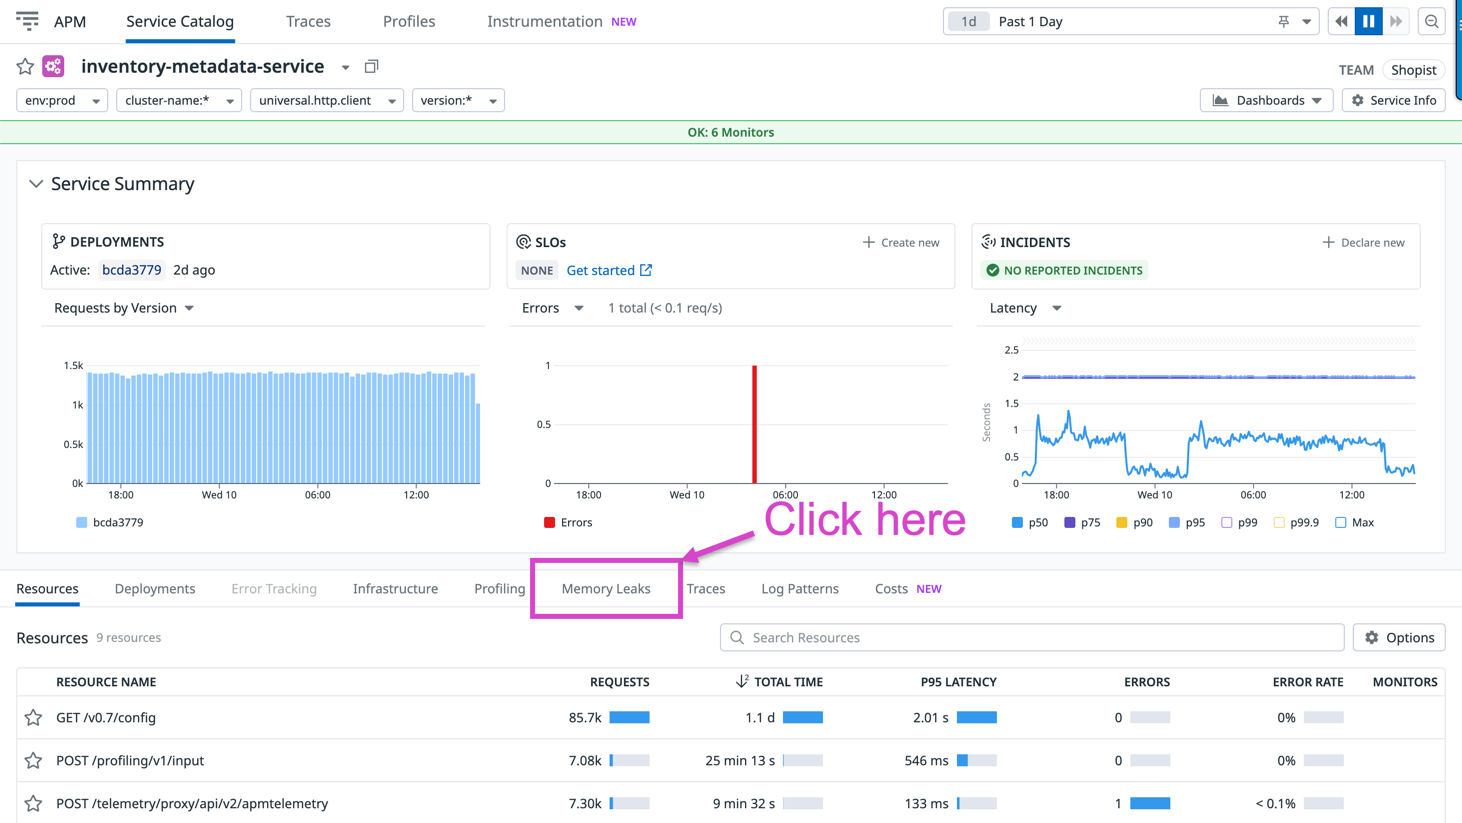 APM Service Catalog Traces Profiles Instrumentation NEW 1d Past 1 Day
inventory-metadata-service
TEAM Shopist
env:prod cluster-name:* universal.http.client version:* Dashboards Service Info
OK: 6 Monitors
Service Summary
DEPLOYMENTS
Active: bcda3779 2d ago
Requests by Version
1.5k
1k
0.5k
0k
18:00 Wed 10 06:00 12:00
bcda3779
SLOs + Create new
NONE Get started
Errors 1 total (< 0.1 req/s)
1
0.5
0
18:00 Wed 10 06:00 12:00
Errors
INCIDENTS + Declare new
NO REPORTED INCIDENTS
Latency
Seconds
2.5
2
1.5
1
0.5
0
18:00 Wed 10 06:00 12:00
p50 p75 p90 p95 p99 p99.9 Max
Click here
Resources Deployments Error Tracking Infrastructure Profiling Memory Leaks Traces Log Patterns Costs NEW
Resources 9 resources Search Resources Options
RESOURCE NAME REQUESTS TOTAL TIME P95 LATENCY ERRORS ERROR RATE MONITORS
GET /v0.7/config 85.7k 1.1 d 2.01 s 0 0%
POST /profiling/v1/input 7.08k 25 min 13 s 546 ms 0 0%
POST /telemetry/proxy/api/v2/apmtelemetry 7.30k 9 min 32 s 133 ms 1 < 0.1%